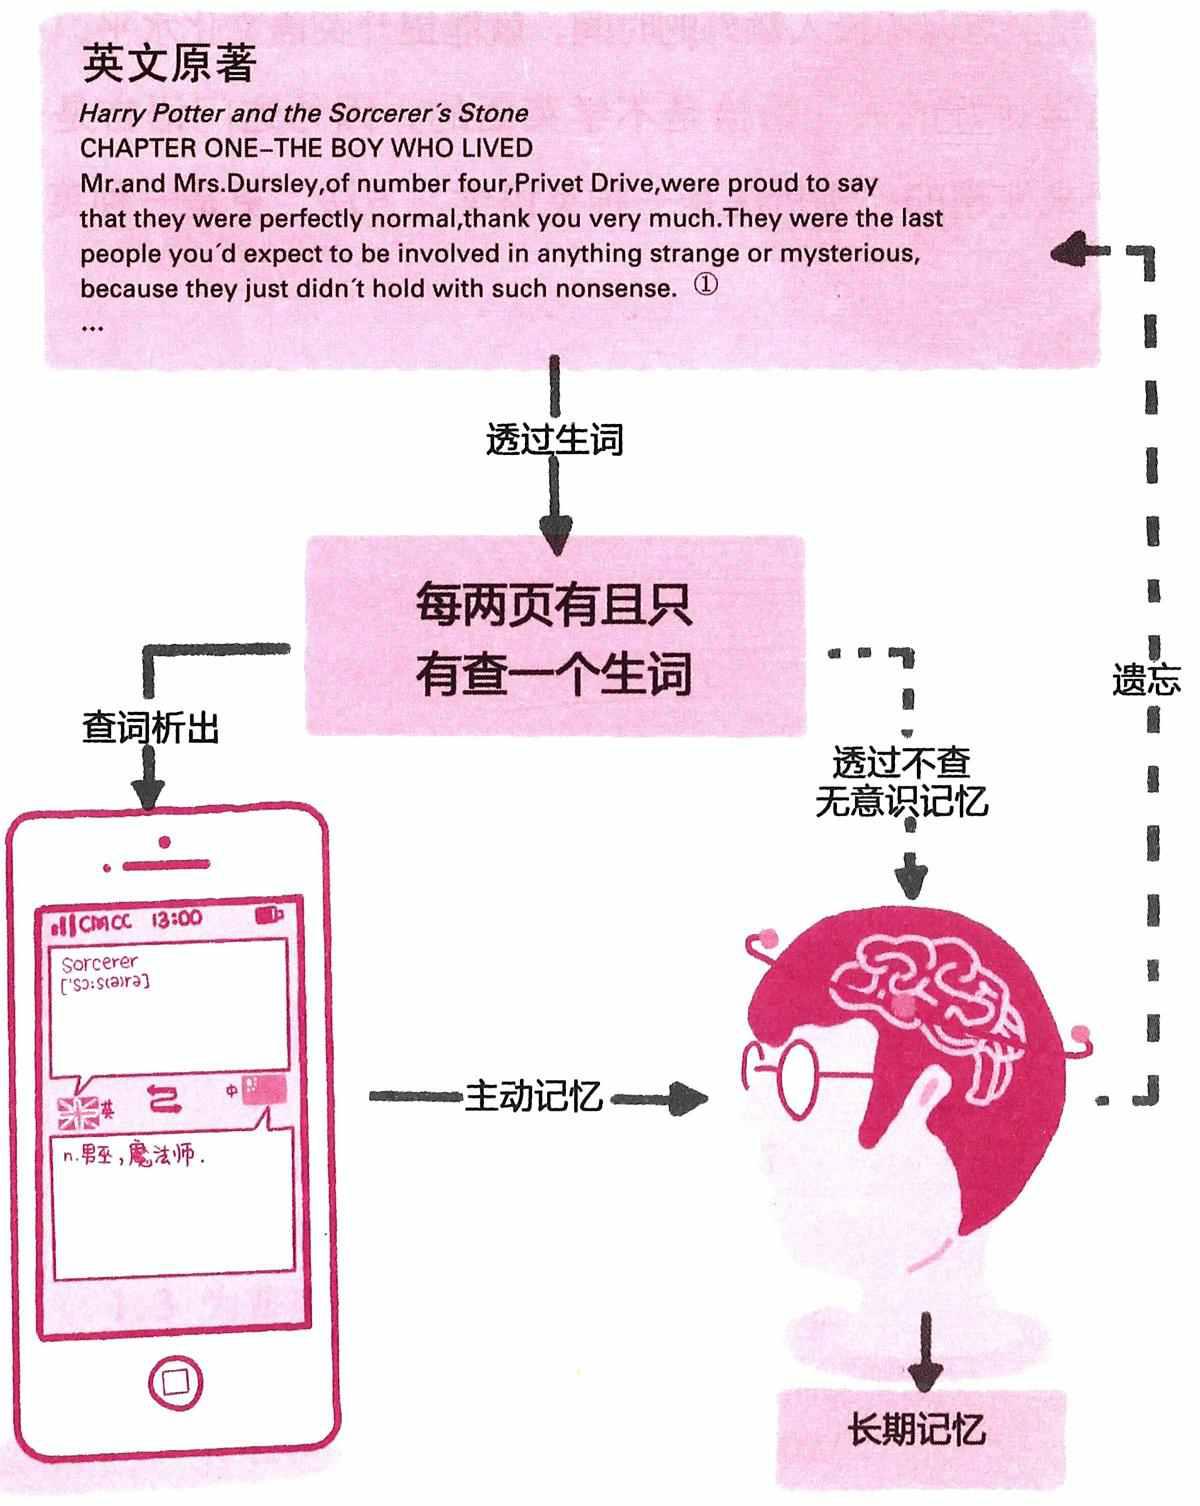 英文原著
Harry Potter and the Sorcerer´s Stone
CHAPTER ONE–THE BOY WHO LIVED
Mr.and Mrs.Dursley,of number four,Privet Drive,were proud to say
that they were perfectly normal,thank you very much.They were the last
people you´d expect to be involved in anything strange or mysterious,
because they just didn´t hold with such nonsense. ①
...
透过生词
每两页有且只
有查一个生词
查词析出
透过不查
无意识记忆
遗忘
CMCC 13:00
Sorcerer
['sɔ:s(ə)rə]
英
中
n.男巫,魔法师.
主动记忆
长期记忆